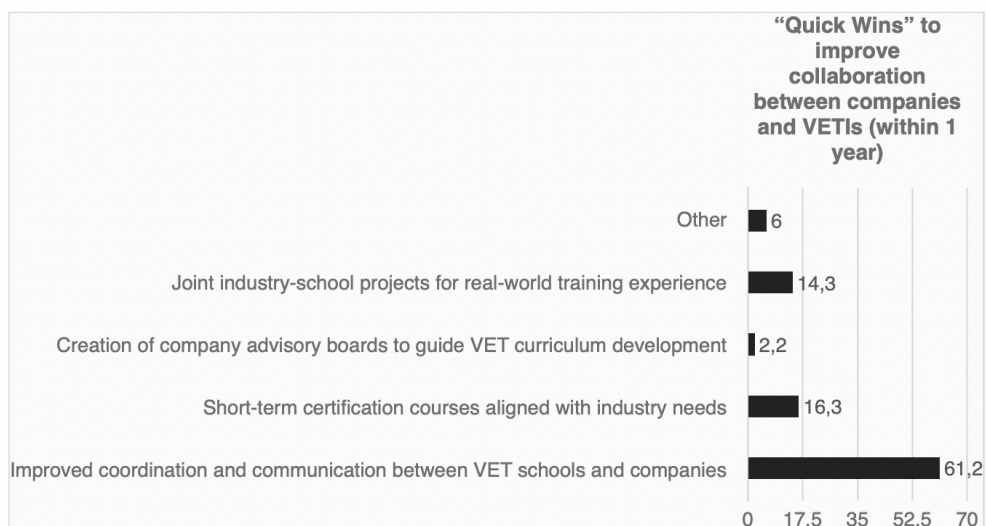 “Quick Wins” to
improve
collaboration
between companies
and VETIs (within 1
year)
Other
6
Joint industry-school projects for real-world training experience
14,3
Creation of company advisory boards to guide VET curriculum development
2,2
Short-term certification courses aligned with industry needs
16,3
Improved coordination and communication between VET schools and companies
61,2
0 17.5 35 52.5 70